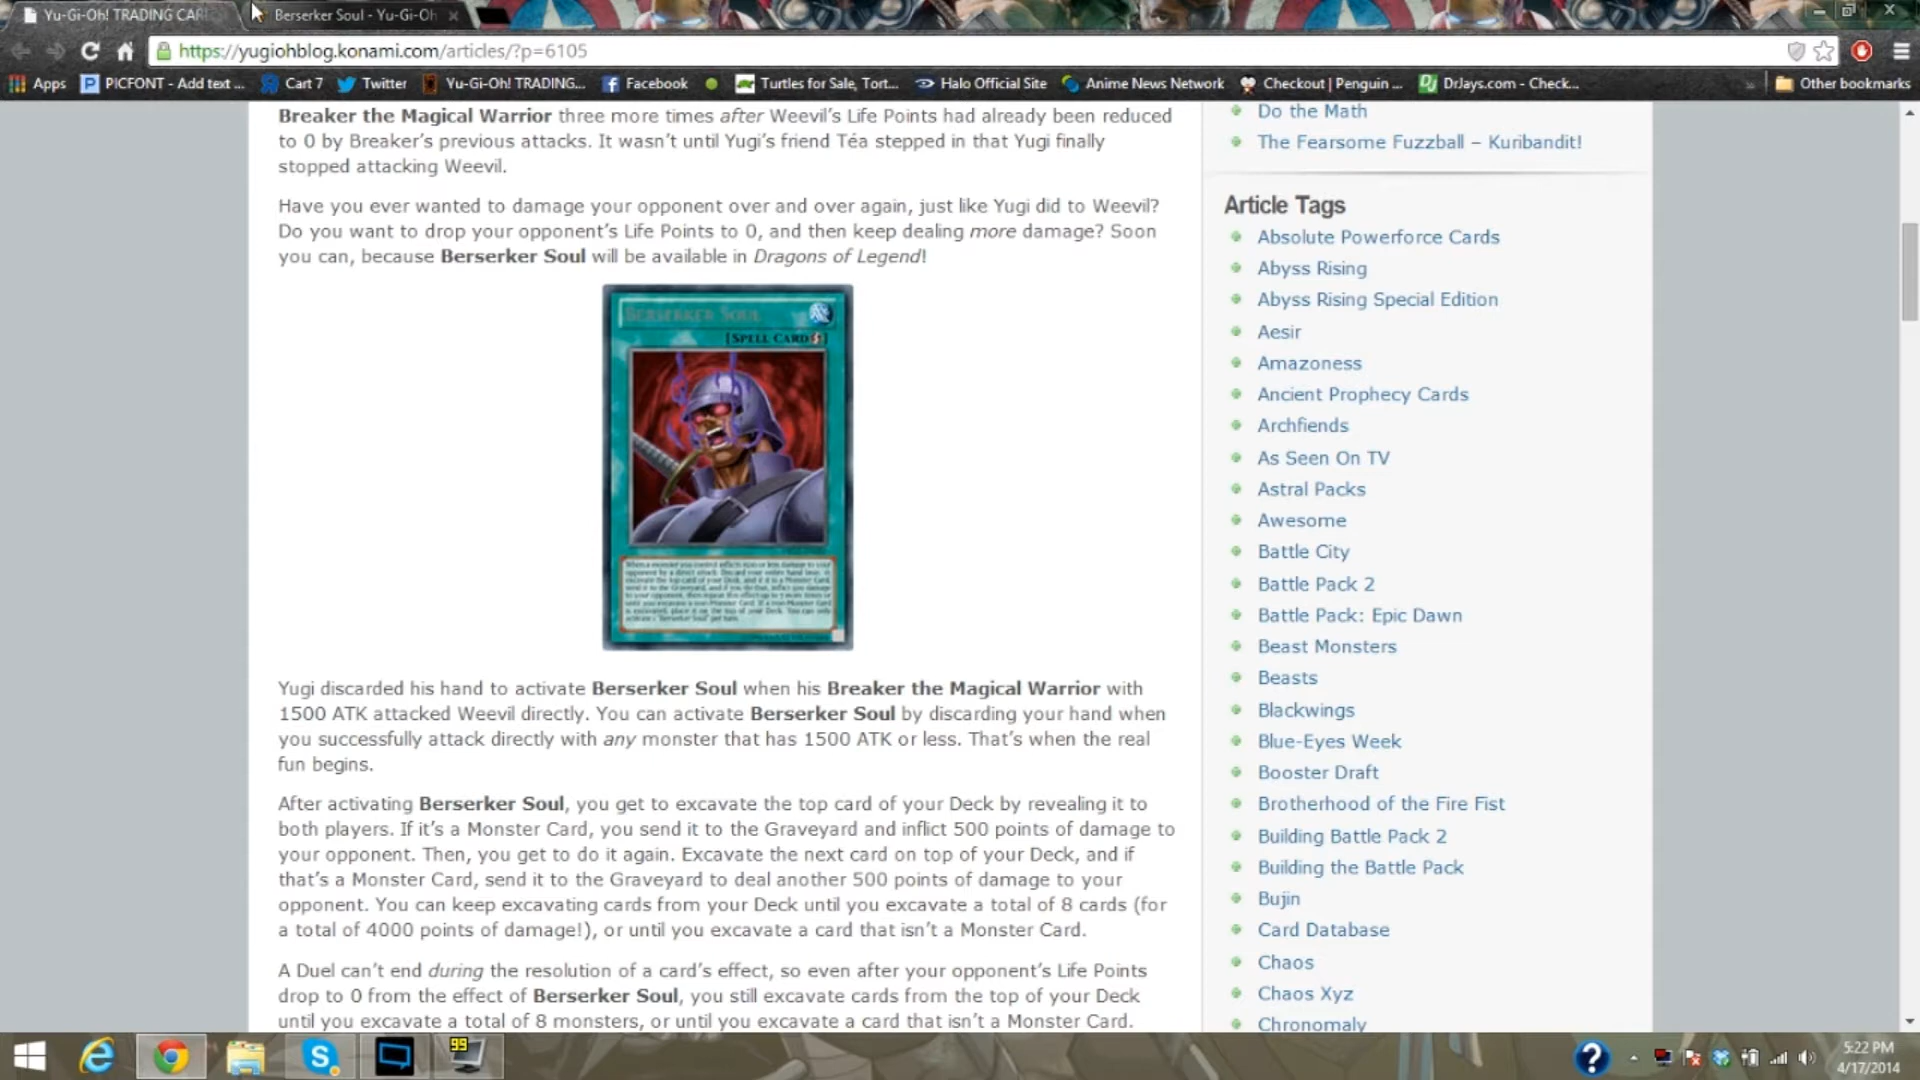 Yu-Gi-Oh! TRADING CAR
Berserker Soul - Yu-Gi-Oh
https://yugiohblog.konami.com/articles/?p=6105
Apps
PICFONT - Add text ...
Cart 7
Twitter
Yu-Gi-Oh! TRADING...
Facebook
Turtles for Sale, Tort...
Halo Official Site
Anime News Network
Checkout | Penguin ...
DrJays.com - Check...
Other bookmarks
Breaker the Magical Warrior three more times after Weevil's Life Points had already been reduced
to 0 by Breaker's previous attacks. It wasn't until Yugi's friend Téa stepped in that Yugi finally
stopped attacking Weevil.
Have you ever wanted to damage your opponent over and over again, just like Yugi did to Weevil?
Do you want to drop your opponent's Life Points to 0, and then keep dealing more damage? Soon
you can, because Berserker Soul will be available in Dragons of Legend!
BERSERKER SOUL
[SPELL CARD]
Yugi discarded his hand to activate Berserker Soul when his Breaker the Magical Warrior with
1500 ATK attacked Weevil directly. You can activate Berserker Soul by discarding your hand when
you successfully attack directly with any monster that has 1500 ATK or less. That's when the real
fun begins.
After activating Berserker Soul, you get to excavate the top card of your Deck by revealing it to
both players. If it's a Monster Card, you send it to the Graveyard and inflict 500 points of damage to
your opponent. Then, you get to do it again. Excavate the next card on top of your Deck, and if
that's a Monster Card, send it to the Graveyard to deal another 500 points of damage to your
opponent. You can keep excavating cards from your Deck until you excavate a total of 8 cards (for
a total of 4000 points of damage!), or until you excavate a card that isn't a Monster Card.
A Duel can't end during the resolution of a card's effect, so even after your opponent's Life Points
drop to 0 from the effect of Berserker Soul, you still excavate cards from the top of your Deck
until you excavate a total of 8 monsters, or until you excavate a card that isn't a Monster Card.
Do the Math
The Fearsome Fuzzball – Kuribandit!
Article Tags
Absolute Powerforce Cards
Abyss Rising
Abyss Rising Special Edition
Aesir
Amazoness
Ancient Prophecy Cards
Archfiends
As Seen On TV
Astral Packs
Awesome
Battle City
Battle Pack 2
Battle Pack: Epic Dawn
Beast Monsters
Beasts
Blackwings
Blue-Eyes Week
Booster Draft
Brotherhood of the Fire Fist
Building Battle Pack 2
Building the Battle Pack
Bujin
Card Database
Chaos
Chaos Xyz
Chronomaly
99
5:22 PM
4/17/2014